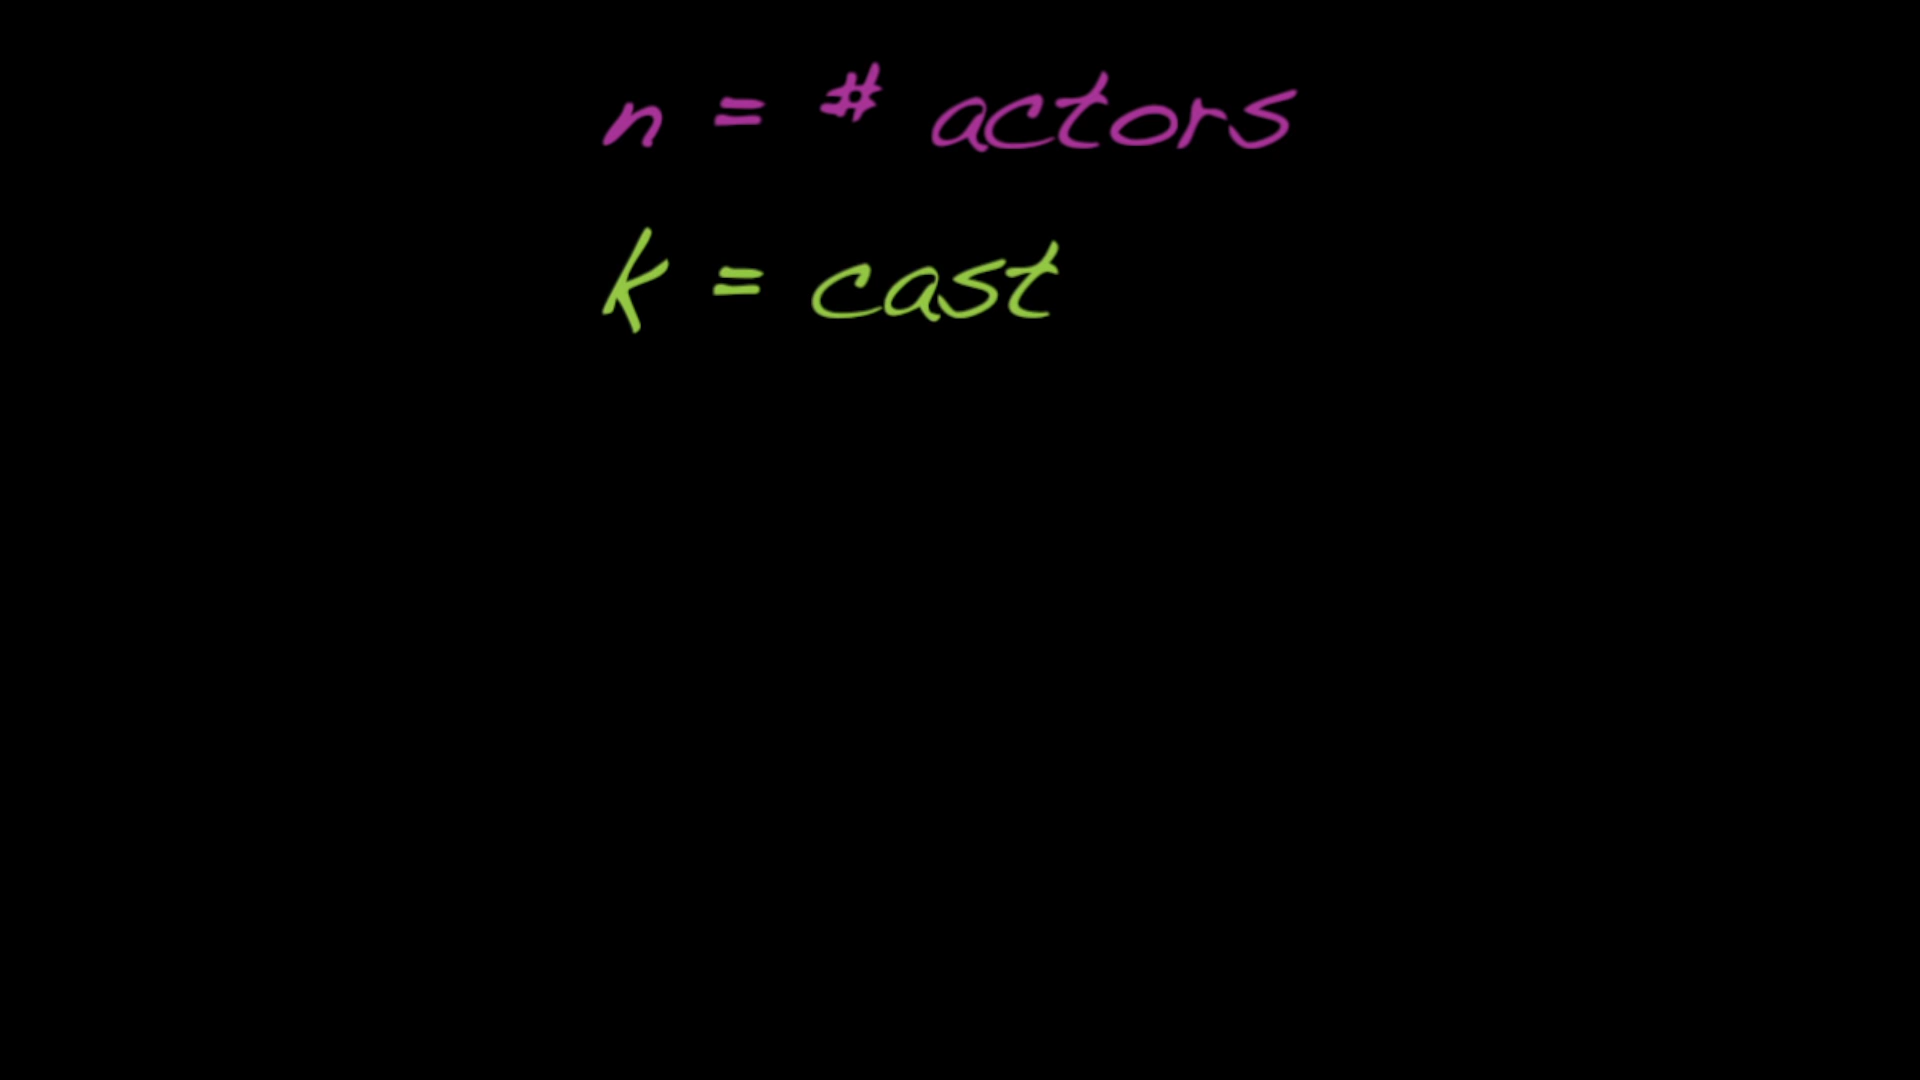 n = # actors
k = cast